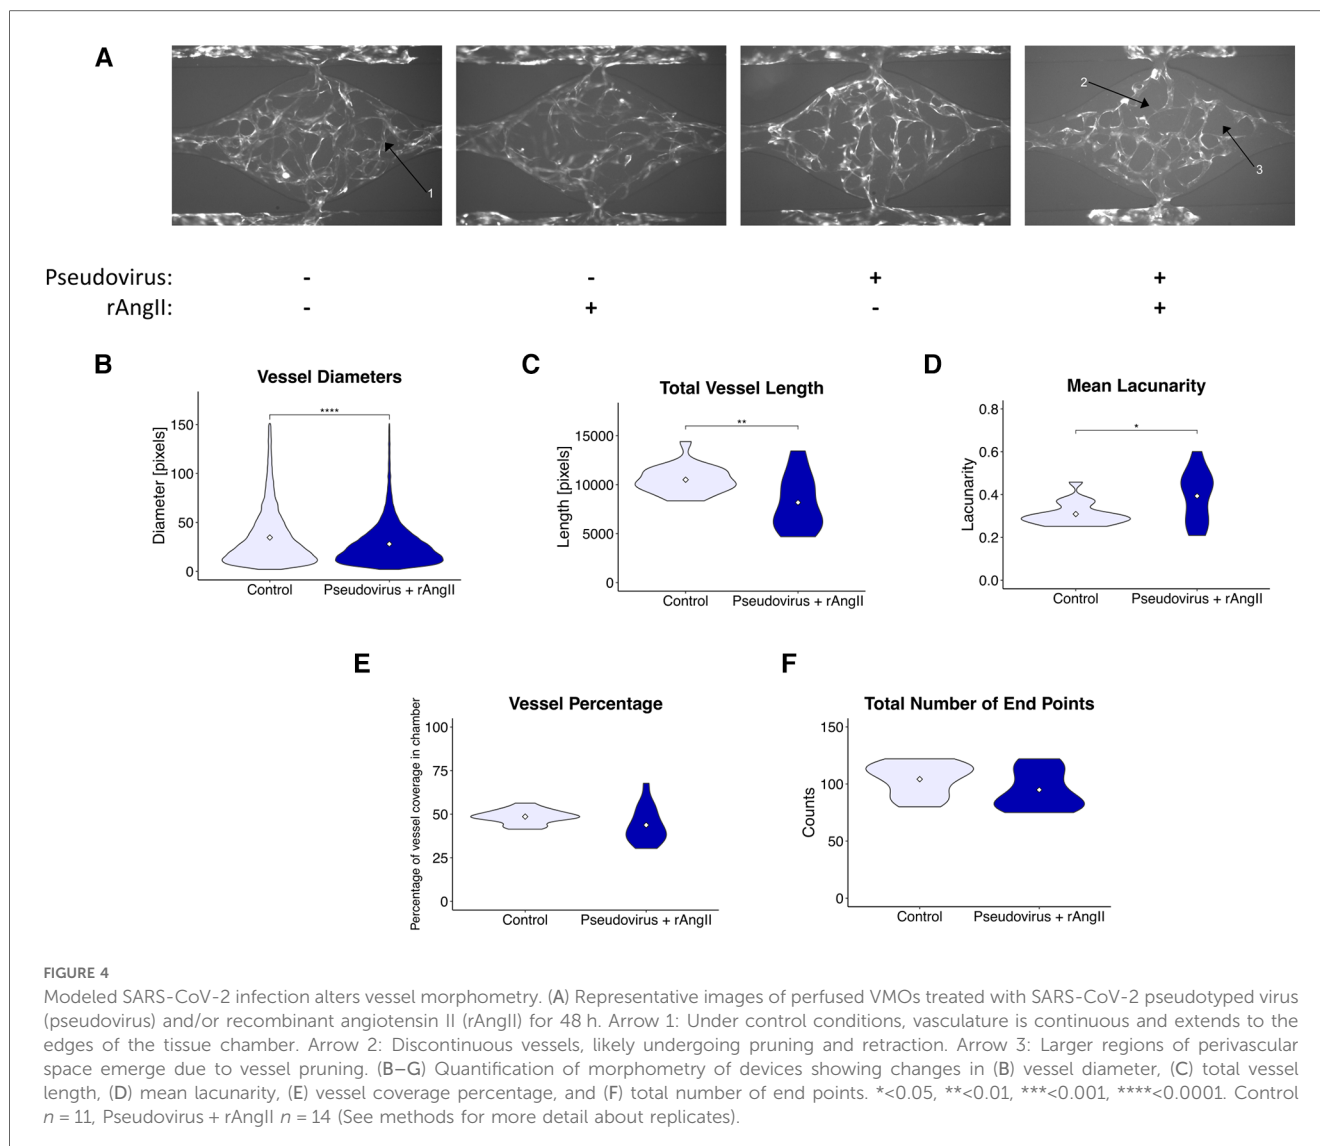 A
1
2
3
Pseudovirus: - - + +
rAngII: - + - +
B
Vessel Diameters
****
150
100
50
0
Diameter [pixels]
Control Pseudovirus + rAngII
C
Total Vessel Length
**
15000
10000
5000
0
Length [pixels]
Control Pseudovirus + rAngII
D
Mean Lacunarity
*
0.8
0.6
0.4
0.2
0.0
Lacunarity
Control Pseudovirus + rAngII
E
Vessel Percentage
100
75
50
25
0
Percentage of vessel coverage in chamber
Control Pseudovirus + rAngII
F
Total Number of End Points
150
100
50
0
Counts
Control Pseudovirus + rAngII
FIGURE 4
Modeled SARS-CoV-2 infection alters vessel morphometry. (A) Representative images of perfused VMOs treated with SARS-CoV-2 pseudotyped virus
(pseudovirus) and/or recombinant angiotensin II (rAngII) for 48 h. Arrow 1: Under control conditions, vasculature is continuous and extends to the
edges of the tissue chamber. Arrow 2: Discontinuous vessels, likely undergoing pruning and retraction. Arrow 3: Larger regions of perivascular
space emerge due to vessel pruning. (B–G) Quantification of morphometry of devices showing changes in (B) vessel diameter, (C) total vessel
length, (D) mean lacunarity, (E) vessel coverage percentage, and (F) total number of end points. *<0.05, **<0.01, ***<0.001, ****<0.0001. Control
n = 11, Pseudovirus + rAngII n = 14 (See methods for more detail about replicates).